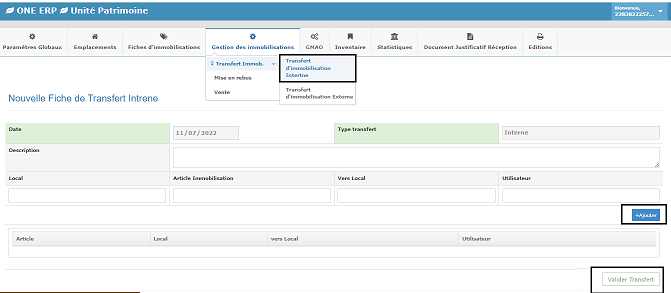 ONE ERP Unité Patrimoine
Bienvenue,
Paramètres Globaux
Emplacements
Fiches d'immobilisations
Gestion des immobilisations
GMAO
Inventaire
Statistiques
Document Justificatif Réception
Editions
Transfert Immob.
Mise en rebus
Vente
Transfert
d'immobilisation
Interine
Transfert
d'immobilisation Externe
Nouvelle Fiche de Transfert Intrene
Date
11/07/2022
Type transfert
Interne
Description
Local
Article Immobilisation
Vers Local
Utilisateur
+Ajouter
Article
Local
vers Local
Utilisateur
Valider Transfert